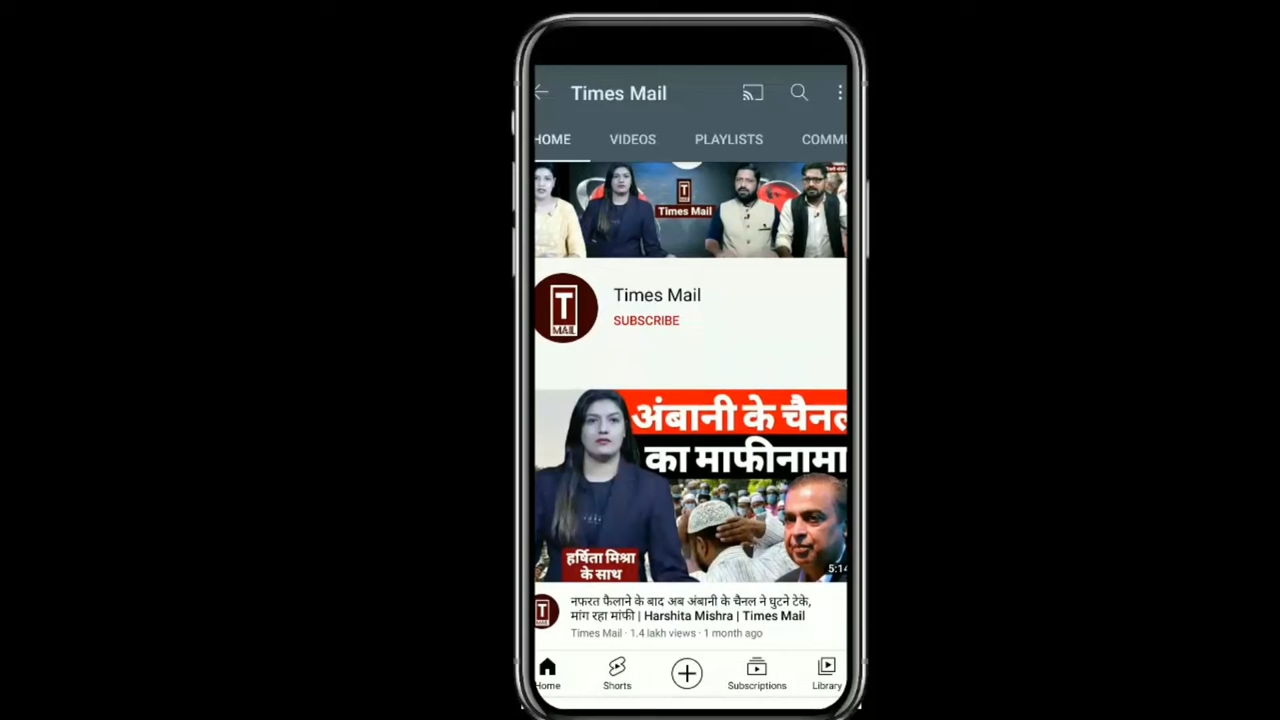 Times Mail
HOME VIDEOS PLAYLISTS COMMU
Times Mail
T
MAIL
Times Mail
SUBSCRIBE
अंबानी के चैनल
का माफीनामा
हर्षिता मिश्रा
के साथ
5:14
T
नफरत फैलाने के बाद अब अंबानी के चैनल ने घुटने टेके,
मांग रहा मांफी | Harshita Mishra | Times Mail
Times Mail · 1.4 lakh views · 1 month ago
Home Shorts Subscriptions Library